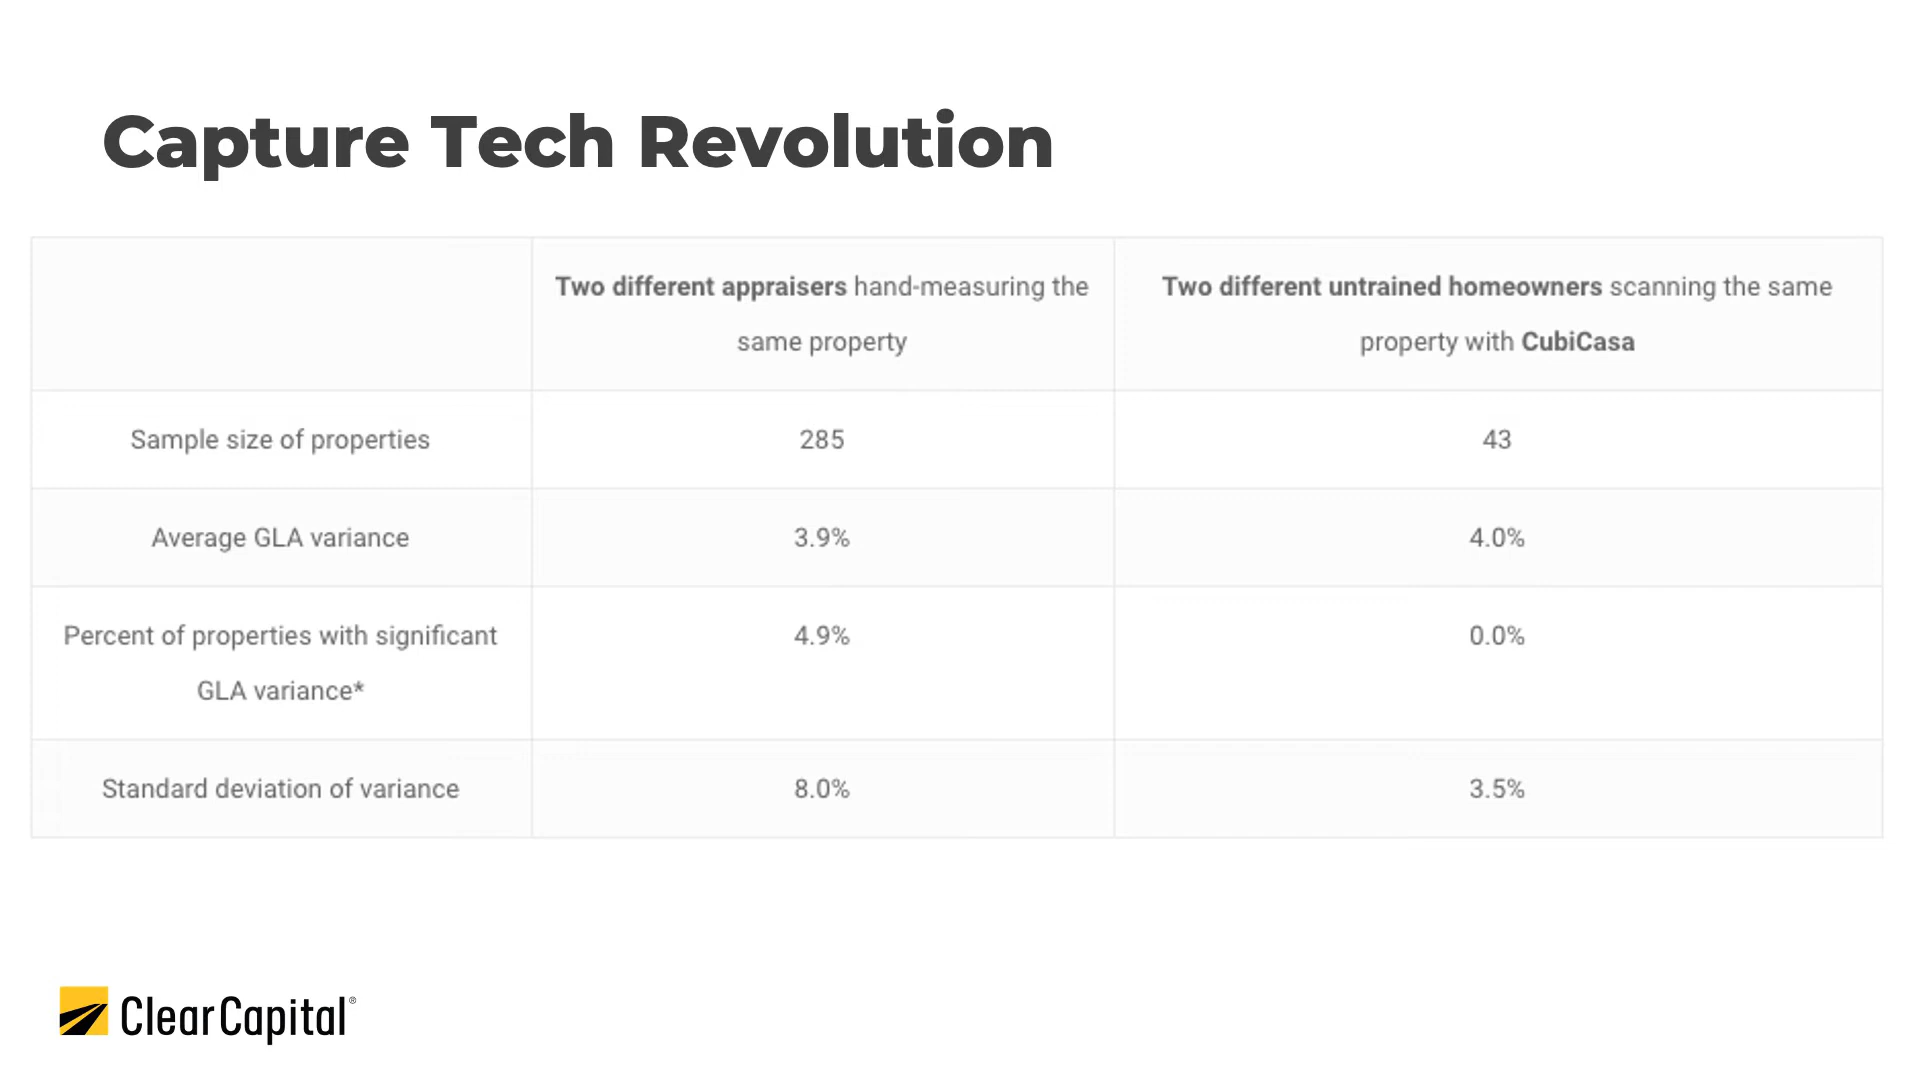 Capture Tech Revolution
Two different appraisers hand-measuring the
same property
Two different untrained homeowners scanning the same
property with CubiCasa
Sample size of properties
285
43
Average GLA variance
3.9%
4.0%
Percent of properties with significant
GLA variance*
4.9%
0.0%
Standard deviation of variance
8.0%
3.5%
ClearCapital®